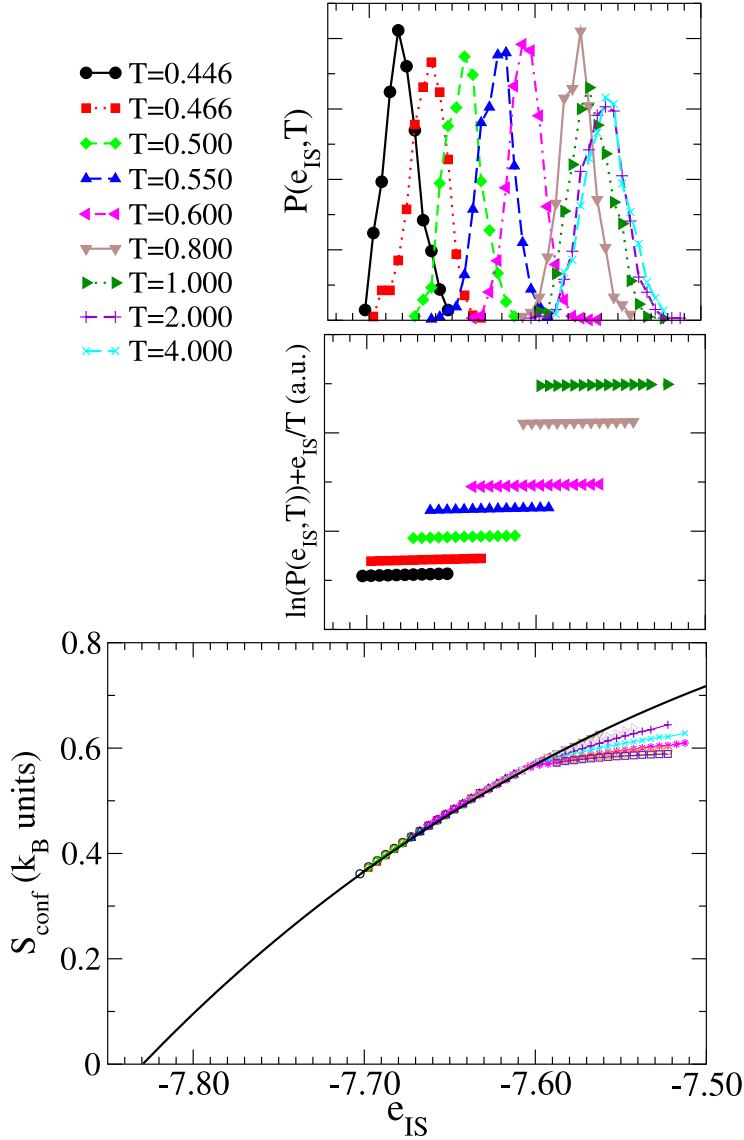 T=0.446
T=0.466
T=0.500
T=0.550
T=0.600
T=0.800
T=1.000
T=2.000
T=4.000
P(e_IS,T)
ln(P(e_IS,T))+e_IS/T (a.u.)
0.8
0.6
0.4
0.2
0
S_conf (k_B units)
-7.80
-7.70
-7.60
-7.50
e_IS